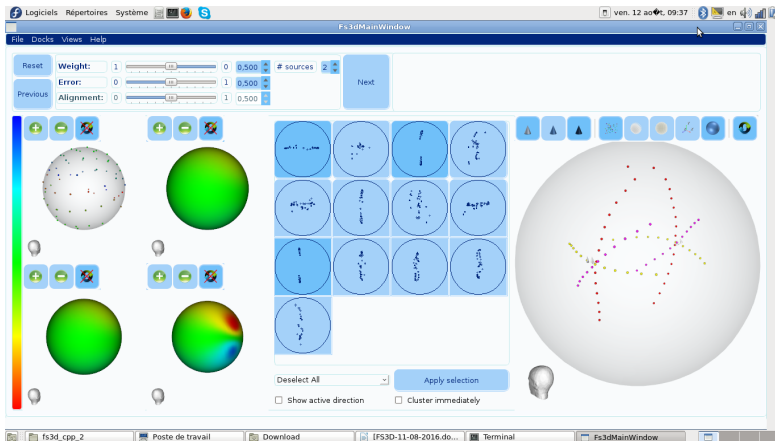 Logiciels Répertoires Système ven. 12 ao�t, 09:37 en
Fs3dMainWindow
File Docks Views Help
Reset Weight: 1 0 0,500 # sources 2
Error: 0 1 0,500 Next
Previous Alignment: 0 1 0,500
Deselect All Apply selection
Show active direction Cluster immediately
fs3d_cpp_2 Poste de travail Download [FS3D-11-08-2016.do... Terminal Fs3dMainWindow